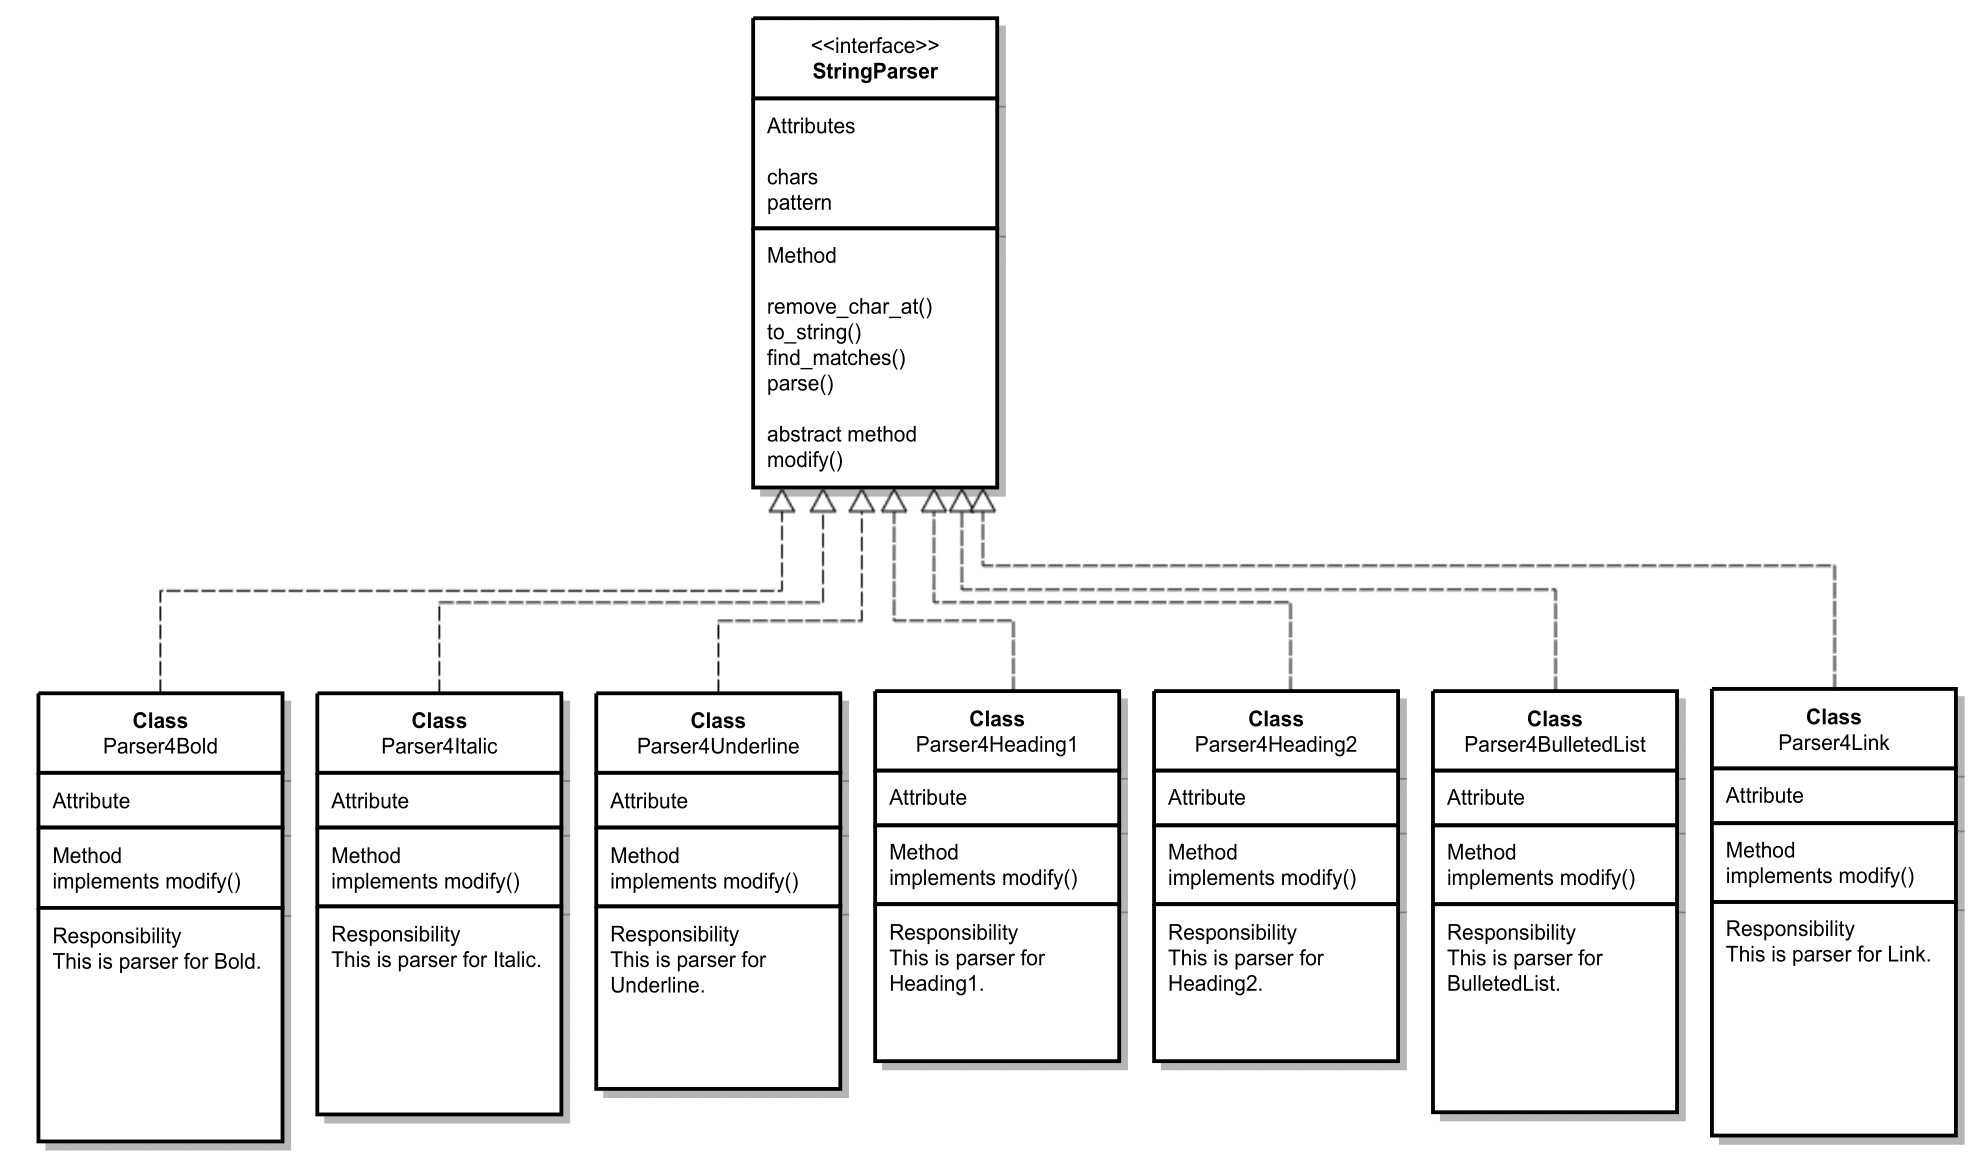 <<interface>>
StringParser
Attributes
chars
pattern
Method
remove_char_at()
to_string()
find_matches()
parse()
abstract method
modify()
Class
Parser4Bold
Attribute
Method
implements modify()
Responsibility
This is parser for Bold.
Class
Parser4Italic
Attribute
Method
implements modify()
Responsibility
This is parser for Italic.
Class
Parser4Underline
Attribute
Method
implements modify()
Responsibility
This is parser for
Underline.
Class
Parser4Heading1
Attribute
Method
implements modify()
Responsibility
This is parser for
Heading1.
Class
Parser4Heading2
Attribute
Method
implements modify()
Responsibility
This is parser for
Heading2.
Class
Parser4BulletedList
Attribute
Method
implements modify()
Responsibility
This is parser for
BulletedList.
Class
Parser4Link
Attribute
Method
implements modify()
Responsibility
This is parser for Link.